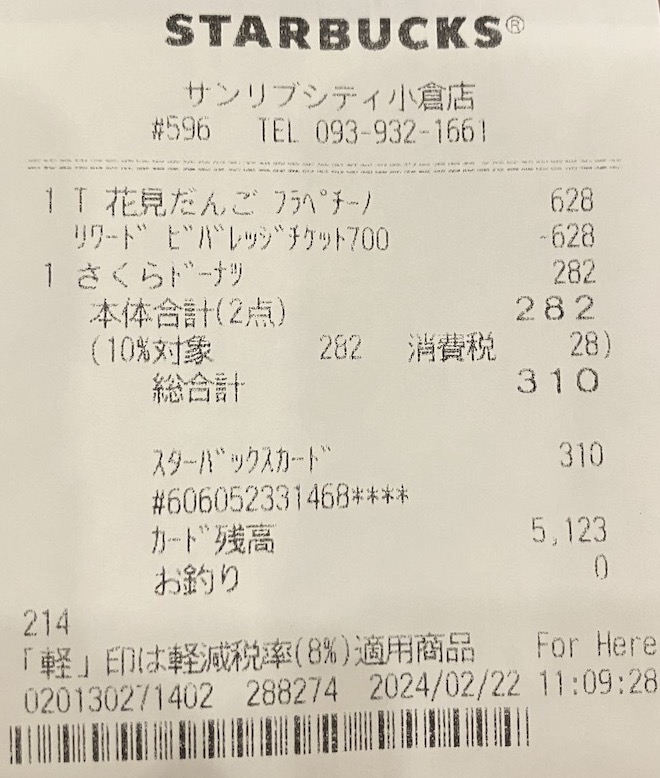 STARBUCKS®
サンリブシティ小倉店
#596 TEL 093-932-1661
1 T 花見だんご フラペチーノ 628
リワード ビバレッジチケット700 -628
1 さくらドーナツ 282
本体合計(2点) 282
(10%対象 282 消費税 28)
総合計 310
スターバックスカード 310
#606052331468****
カード残高 5,123
お釣り 0
214
「軽」印は軽減税率(8%)適用商品 For Here
020130271402 288274 2024/02/22 11:09:28